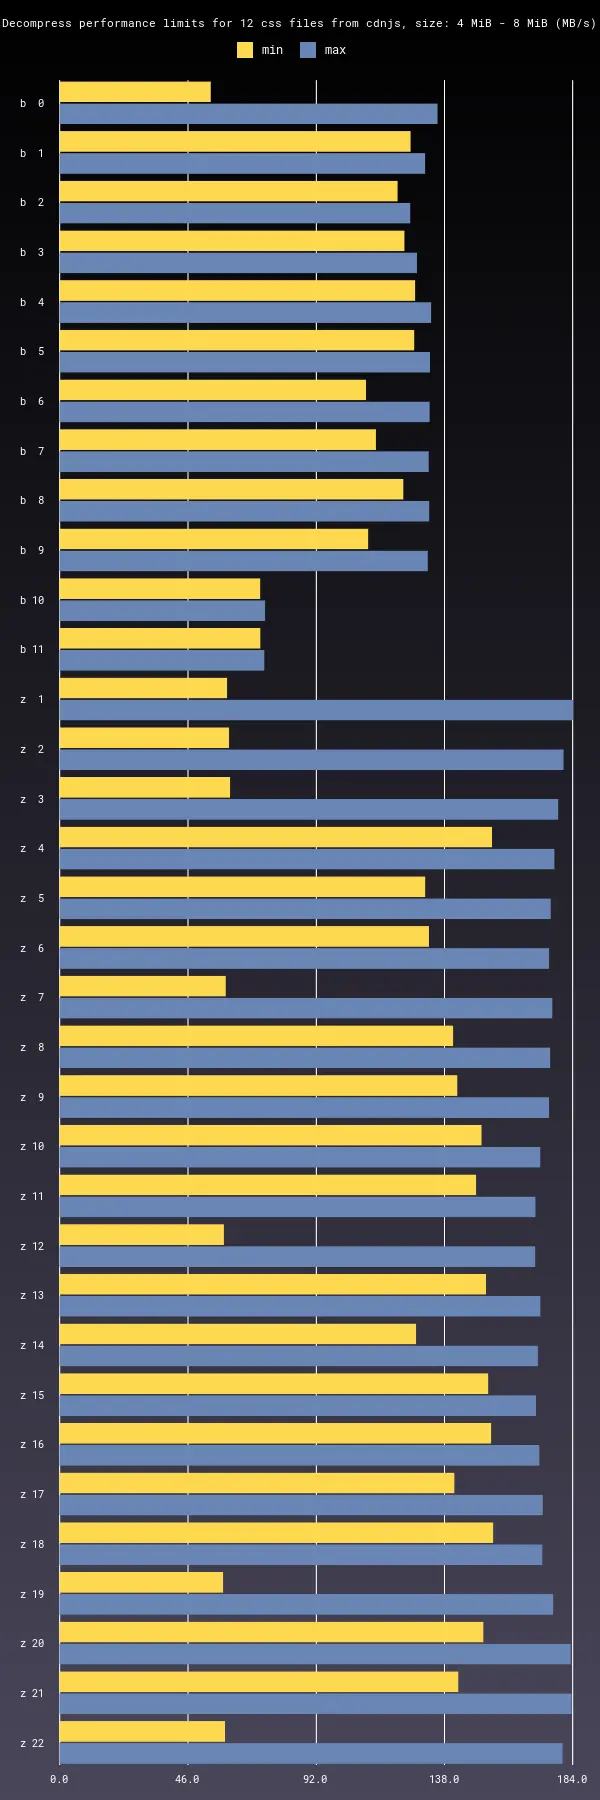 Decompress performance limits for 12 css files from cdnjs, size: 4 MiB - 8 MiB (MB/s)
min max
b 0
b 1
b 2
b 3
b 4
b 5
b 6
b 7
b 8
b 9
b 10
b 11
z 1
z 2
z 3
z 4
z 5
z 6
z 7
z 8
z 9
z 10
z 11
z 12
z 13
z 14
z 15
z 16
z 17
z 18
z 19
z 20
z 21
z 22
0.0 46.0 92.0 138.0 184.0